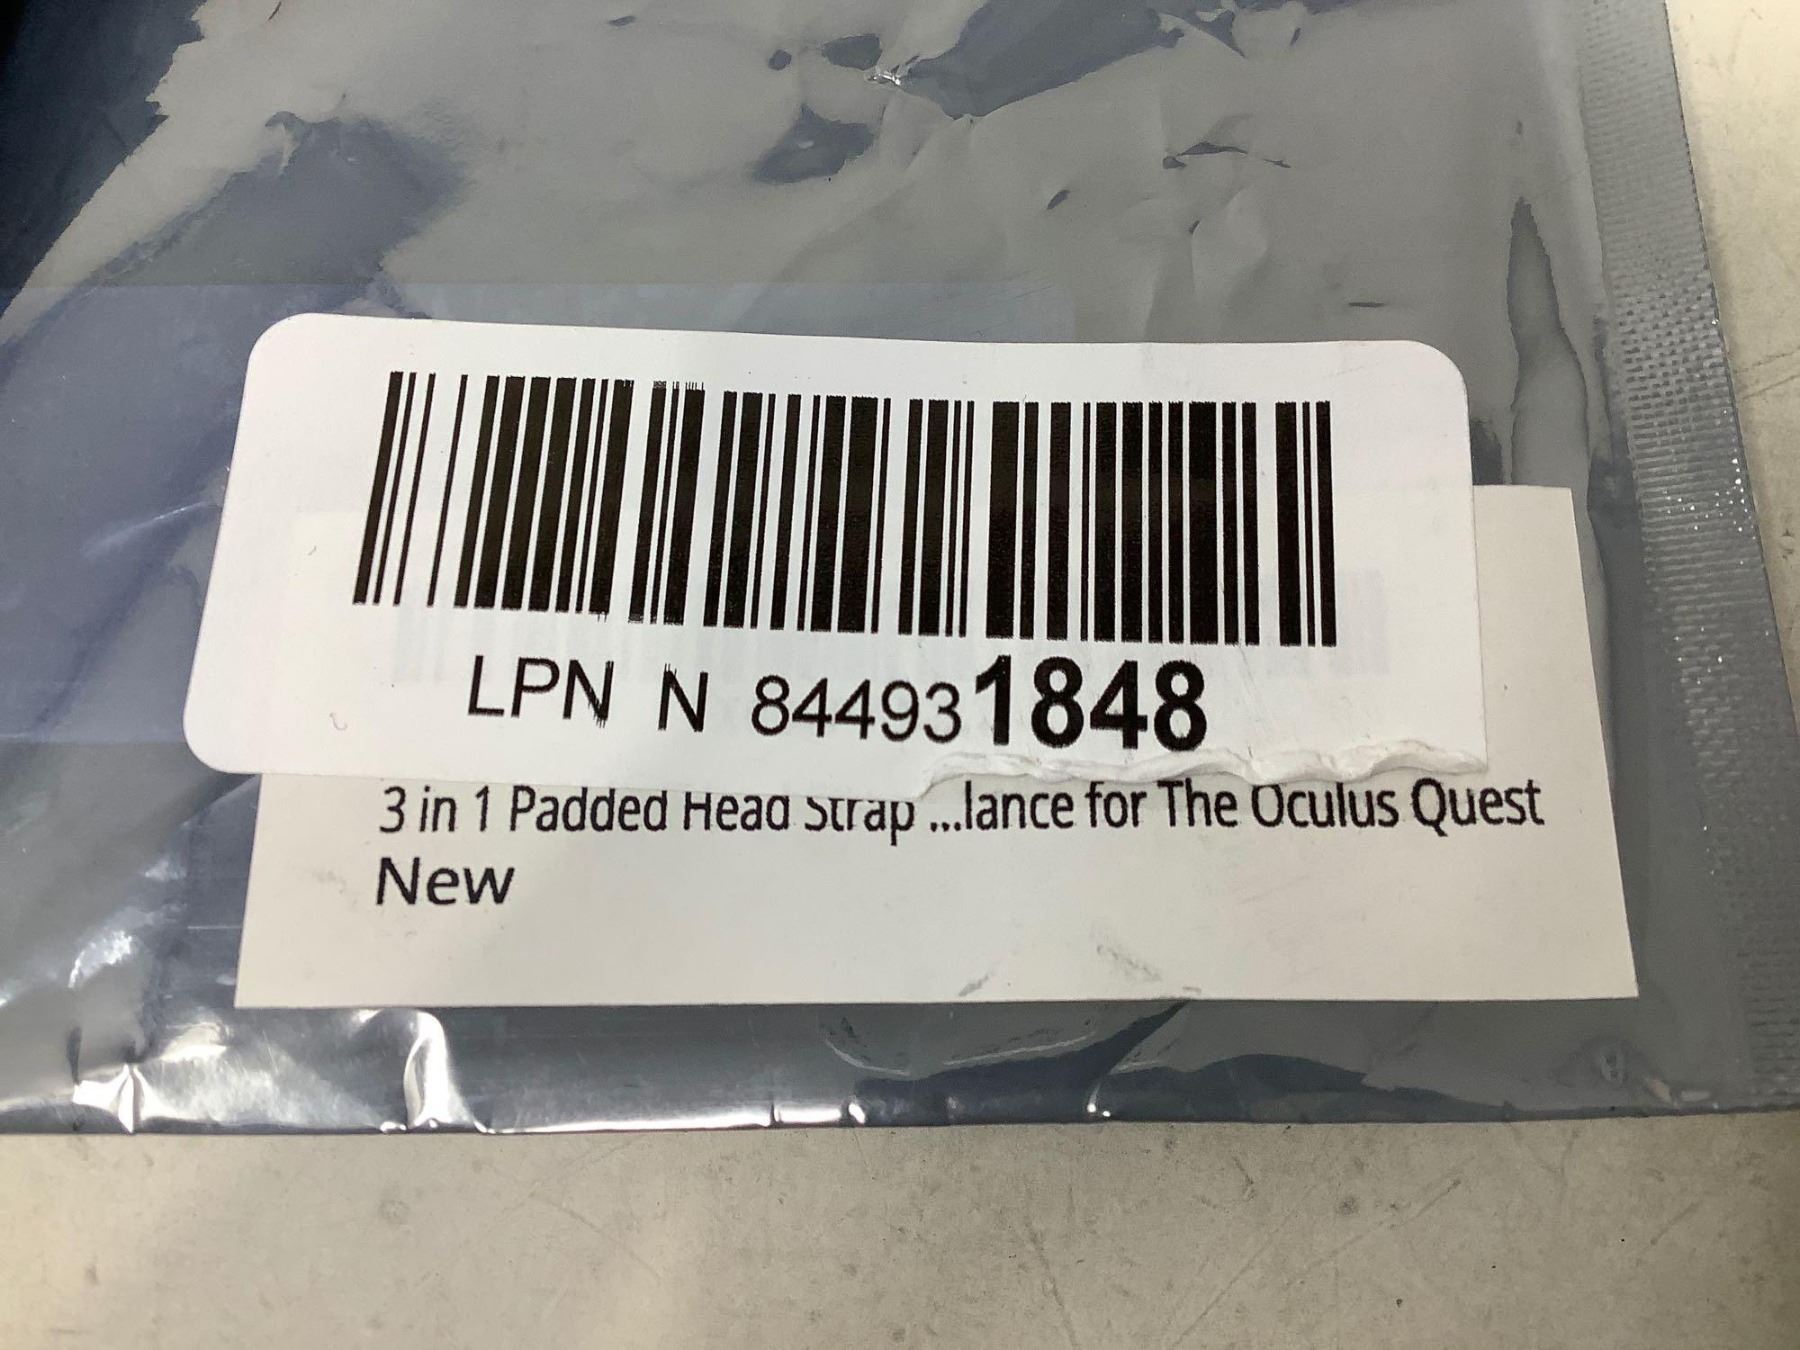 LPN N 844931848
3 in 1 Padded Head Strap ...lance for The Oculus Quest
New